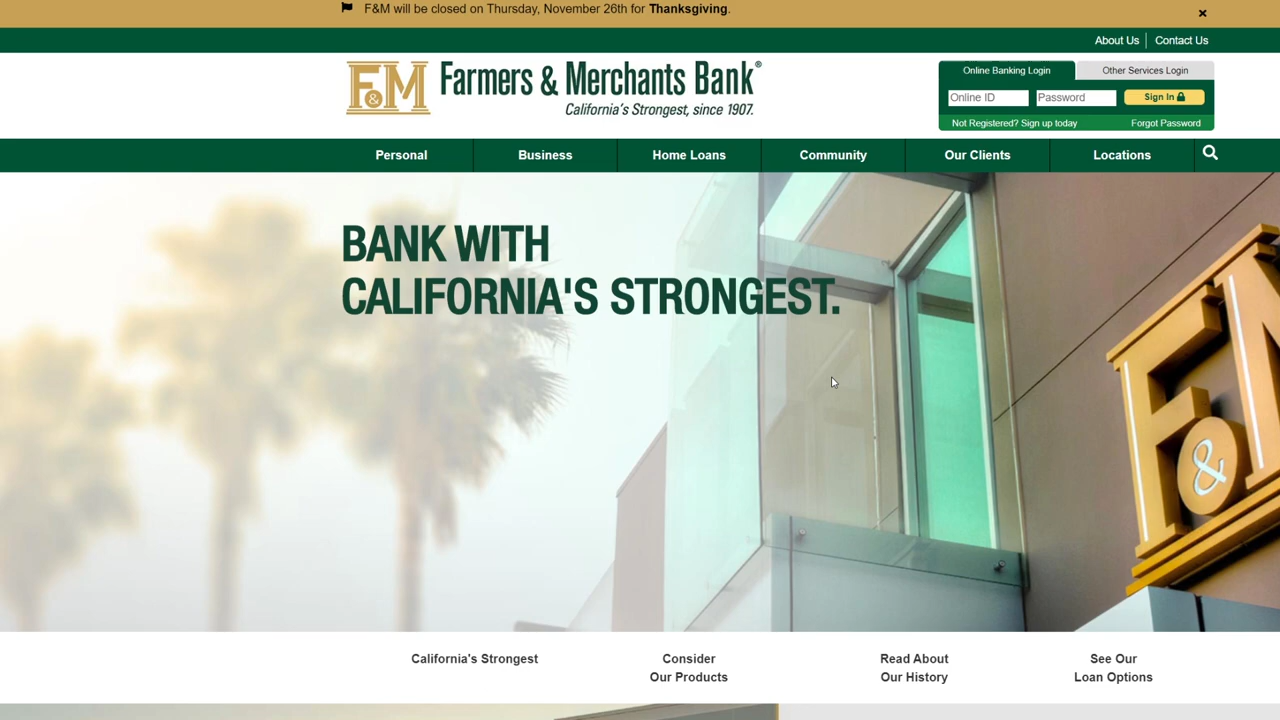 F&M will be closed on Thursday, November 26th for Thanksgiving.
About Us
Contact Us
F&M Farmers & Merchants Bank®
California's Strongest, since 1907.
Online Banking Login
Other Services Login
Online ID
Password
Sign In
Not Registered? Sign up today
Forgot Password
Personal
Business
Home Loans
Community
Our Clients
Locations
BANK WITH
CALIFORNIA'S STRONGEST.
F&M
California's Strongest
Consider
Our Products
Read About
Our History
See Our
Loan Options